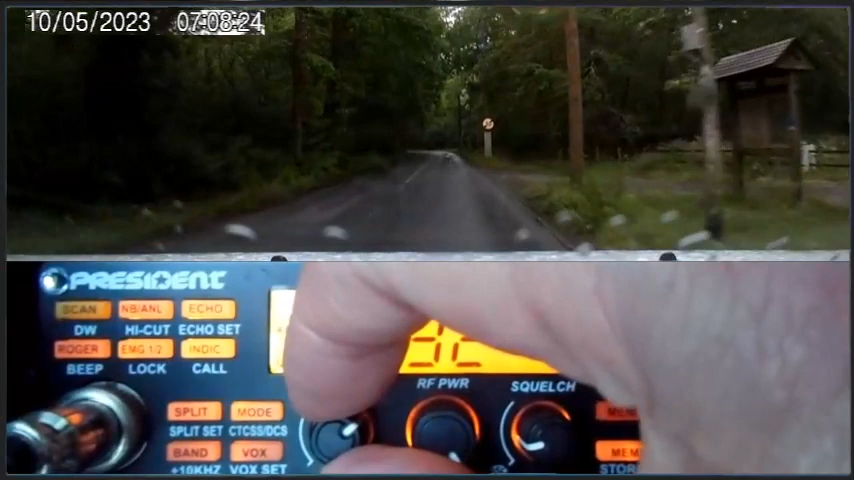 10/05/2023 07:08:24
PRESIDENT
SCAN NB/ANL ECHO
DW HI-CUT ECHO SET
ROGER EMG 1/2 INDIC
BEEP LOCK CALL
RF PWR SQUELCH
SPLIT MODE
SPLIT SET CTCSS/DCS
BAND VOX
+10KHZ VOX SET
MEM
STOR